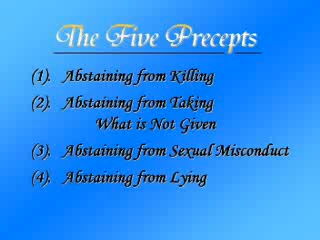 The Five Precepts
(1). Abstaining from Killing
(2). Abstaining from Taking
What is Not Given
(3). Abstaining from Sexual Misconduct
(4). Abstaining from Lying